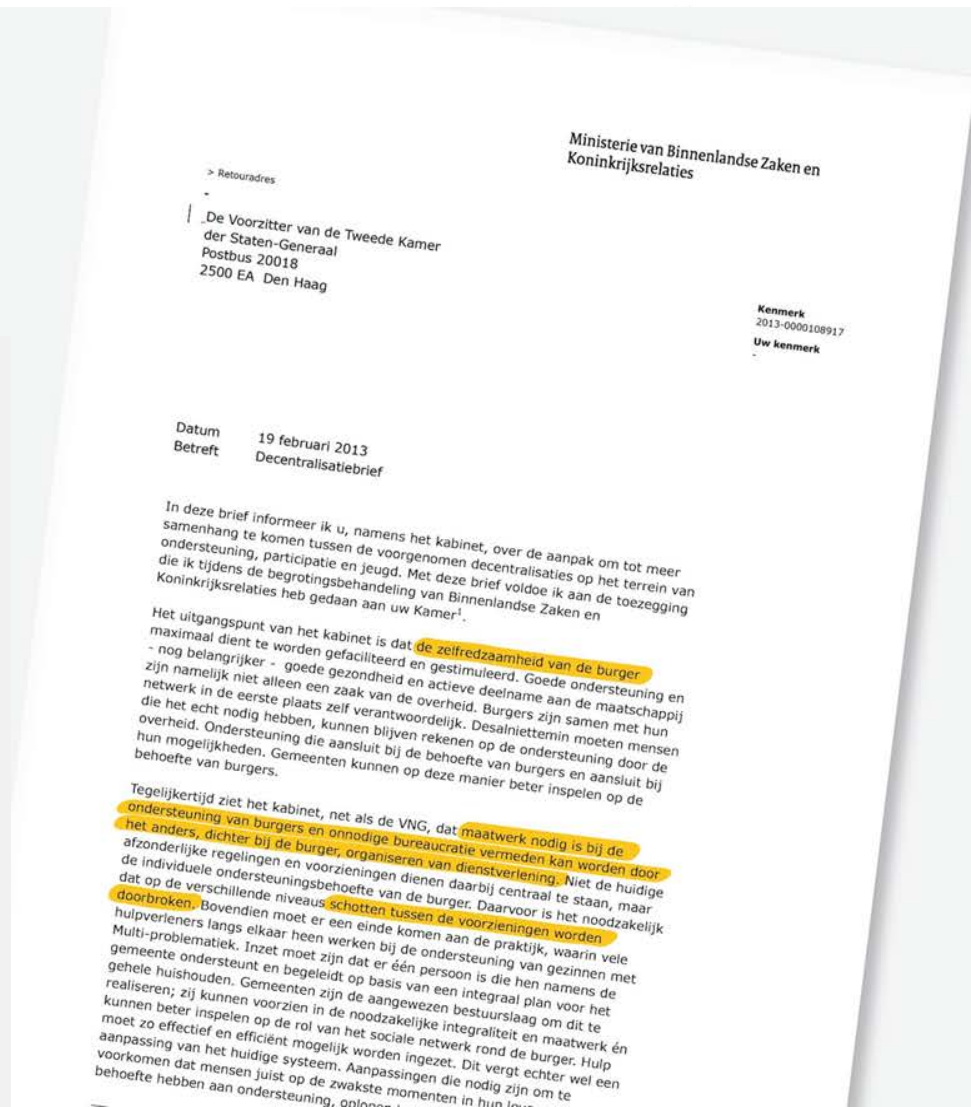 Ministerie van Binnenlandse Zaken en
Koninkrijksrelaties
> Retouradres
-
De Voorzitter van de Tweede Kamer
der Staten-Generaal
Postbus 20018
2500 EA Den Haag
Kenmerk
2013-0000108917
Uw kenmerk
-
Datum 19 februari 2013
Betreft Decentralisatiebrief
In deze brief informeer ik u, namens het kabinet, over de aanpak om tot meer
samenhang te komen tussen de voorgenomen decentralisaties op het terrein van
ondersteuning, participatie en jeugd. Met deze brief voldoe ik aan de toezegging
die ik tijdens de begrotingsbehandeling van Binnenlandse Zaken en
Koninkrijksrelaties heb gedaan aan uw Kamer¹.
Het uitgangspunt van het kabinet is dat de zelfredzaamheid van de burger
maximaal dient te worden gefaciliteerd en gestimuleerd. Goede ondersteuning en
- nog belangrijker - goede gezondheid en actieve deelname aan de maatschappij
zijn namelijk niet alleen een zaak van de overheid. Burgers zijn samen met hun
netwerk in de eerste plaats zelf verantwoordelijk. Desalniettemin moeten mensen
die het echt nodig hebben, kunnen blijven rekenen op de ondersteuning door de
overheid. Ondersteuning die aansluit bij de behoefte van burgers en aansluit bij
hun mogelijkheden. Gemeenten kunnen op deze manier beter inspelen op de
behoefte van burgers.
Tegelijkertijd ziet het kabinet, net als de VNG, dat maatwerk nodig is bij de
ondersteuning van burgers en onnodige bureaucratie vermeden kan worden door
het anders, dichter bij de burger, organiseren van dienstverlening. Niet de huidige
afzonderlijke regelingen en voorzieningen dienen daarbij centraal te staan, maar
de individuele ondersteuningsbehoefte van de burger. Daarvoor is het noodzakelijk
dat op de verschillende niveaus schotten tussen de voorzieningen worden
doorbroken. Bovendien moet er een einde komen aan de praktijk, waarin vele
hulpverleners langs elkaar heen werken bij de ondersteuning van gezinnen met
Multi-problematiek. Inzet moet zijn dat er één persoon is die hen namens de
gemeente ondersteunt en begeleidt op basis van een integraal plan voor het
gehele huishouden. Gemeenten zijn de aangewezen bestuurslaag om dit te
realiseren; zij kunnen voorzien in de noodzakelijke integraliteit en maatwerk én
kunnen beter inspelen op de rol van het sociale netwerk rond de burger. Hulp
moet zo effectief en efficiënt mogelijk worden ingezet. Dit vergt echter wel een
aanpassing van het huidige systeem. Aanpassingen die nodig zijn om te
voorkomen dat mensen juist op de zwakste momenten in hun
behoefte hebben aan ondersteuning,